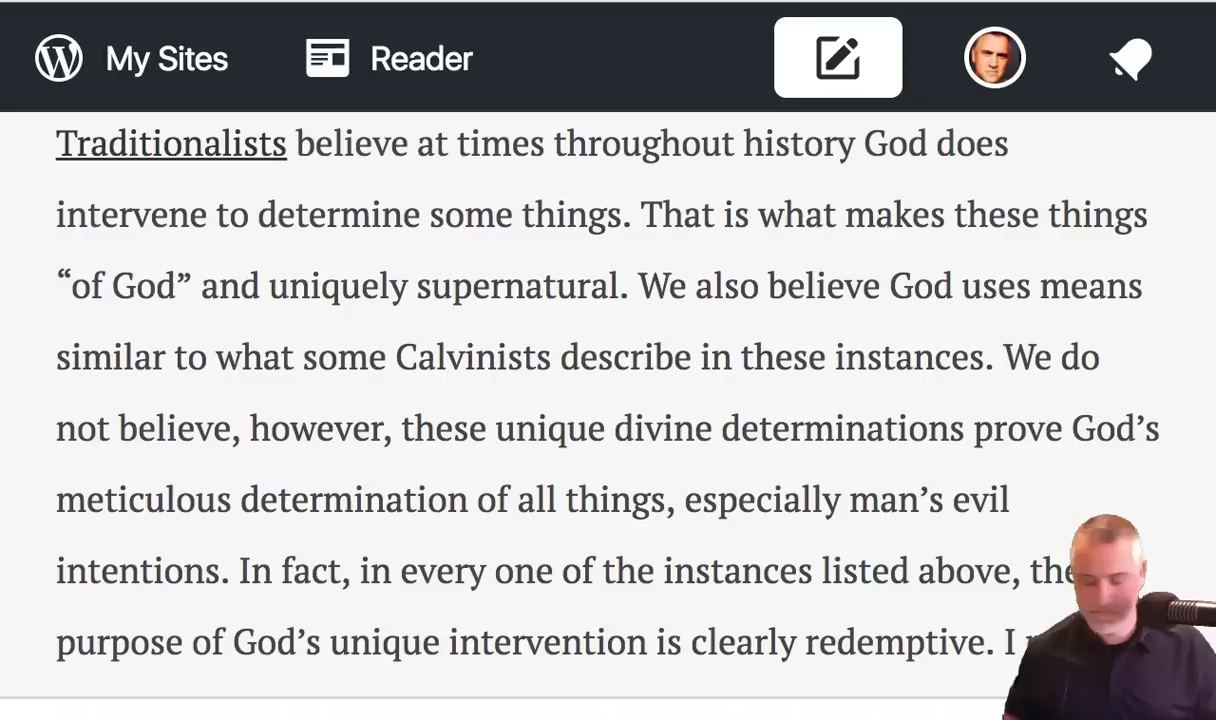 My Sites
Reader
Traditionalists believe at times throughout history God does
intervene to determine some things. That is what makes these things
“of God” and uniquely supernatural. We also believe God uses means
similar to what some Calvinists describe in these instances. We do
not believe, however, these unique divine determinations prove God’s
meticulous determination of all things, especially man’s evil
intentions. In fact, in every one of the instances listed above,
purpose of God’s unique intervention is clearly redemptive. I